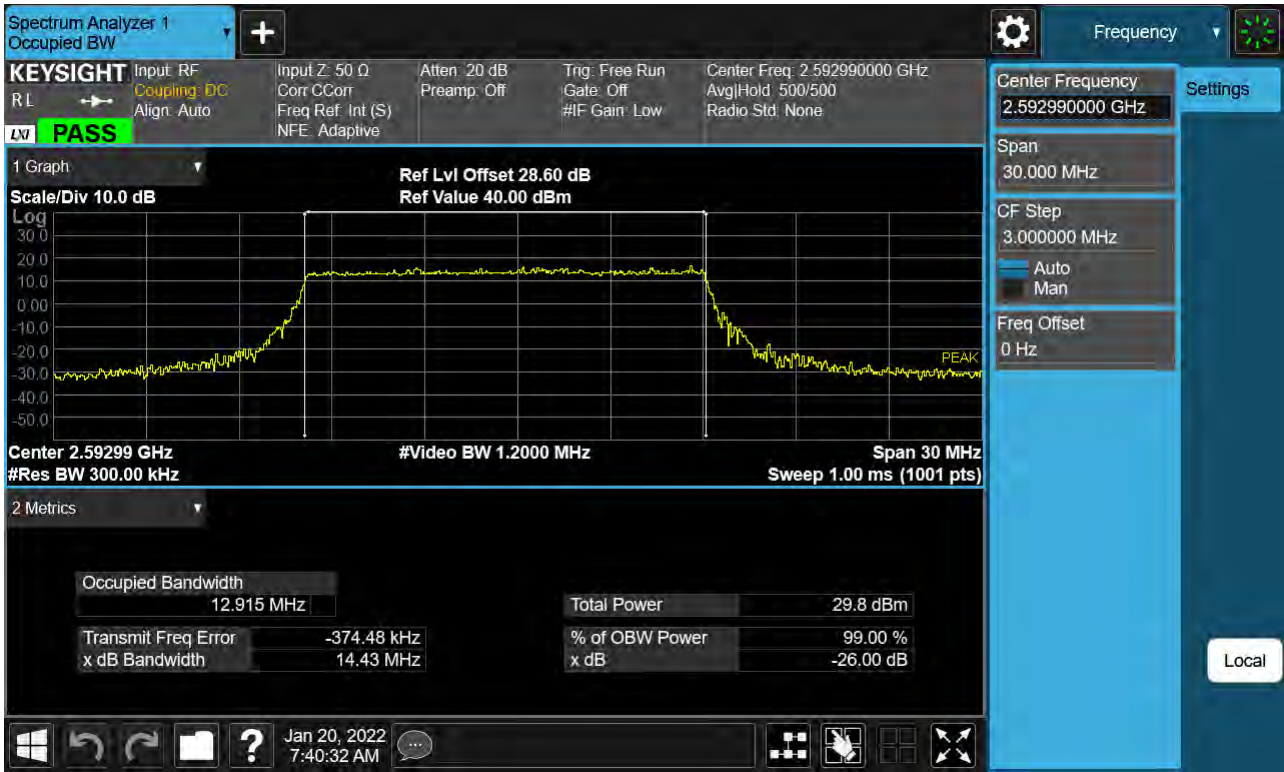 Spectrum Analyzer 1
Occupied BW
+
Frequency
KEYSIGHT
RL
LXI
PASS
Input: RF
Coupling: DC
Align: Auto
Input Z: 50 Ω
Corr CCorr
Freq Ref: Int (S)
NFE: Adaptive
Atten: 20 dB
Preamp: Off
Trig: Free Run
Gate: Off
#IF Gain: Low
Center Freq: 2.592990000 GHz
Avg|Hold: 500/500
Radio Std: None
Center Frequency
2.592990000 GHz
Settings
Span
30.000 MHz
CF Step
3.000000 MHz
Auto
Man
Freq Offset
0 Hz
Local
1 Graph
Scale/Div 10.0 dB
Ref Lvl Offset 28.60 dB
Ref Value 40.00 dBm
Log
30.0
20.0
10.0
0.00
-10.0
-20.0
-30.0
-40.0
-50.0
PEAK
Center 2.59299 GHz
#Video BW 1.2000 MHz
Span 30 MHz
#Res BW 300.00 kHz
Sweep 1.00 ms (1001 pts)
2 Metrics
Occupied Bandwidth
12.915 MHz
Total Power 29.8 dBm
Transmit Freq Error -374.48 kHz
% of OBW Power 99.00 %
x dB Bandwidth 14.43 MHz
x dB -26.00 dB
?
Jan 20, 2022
7:40:32 AM